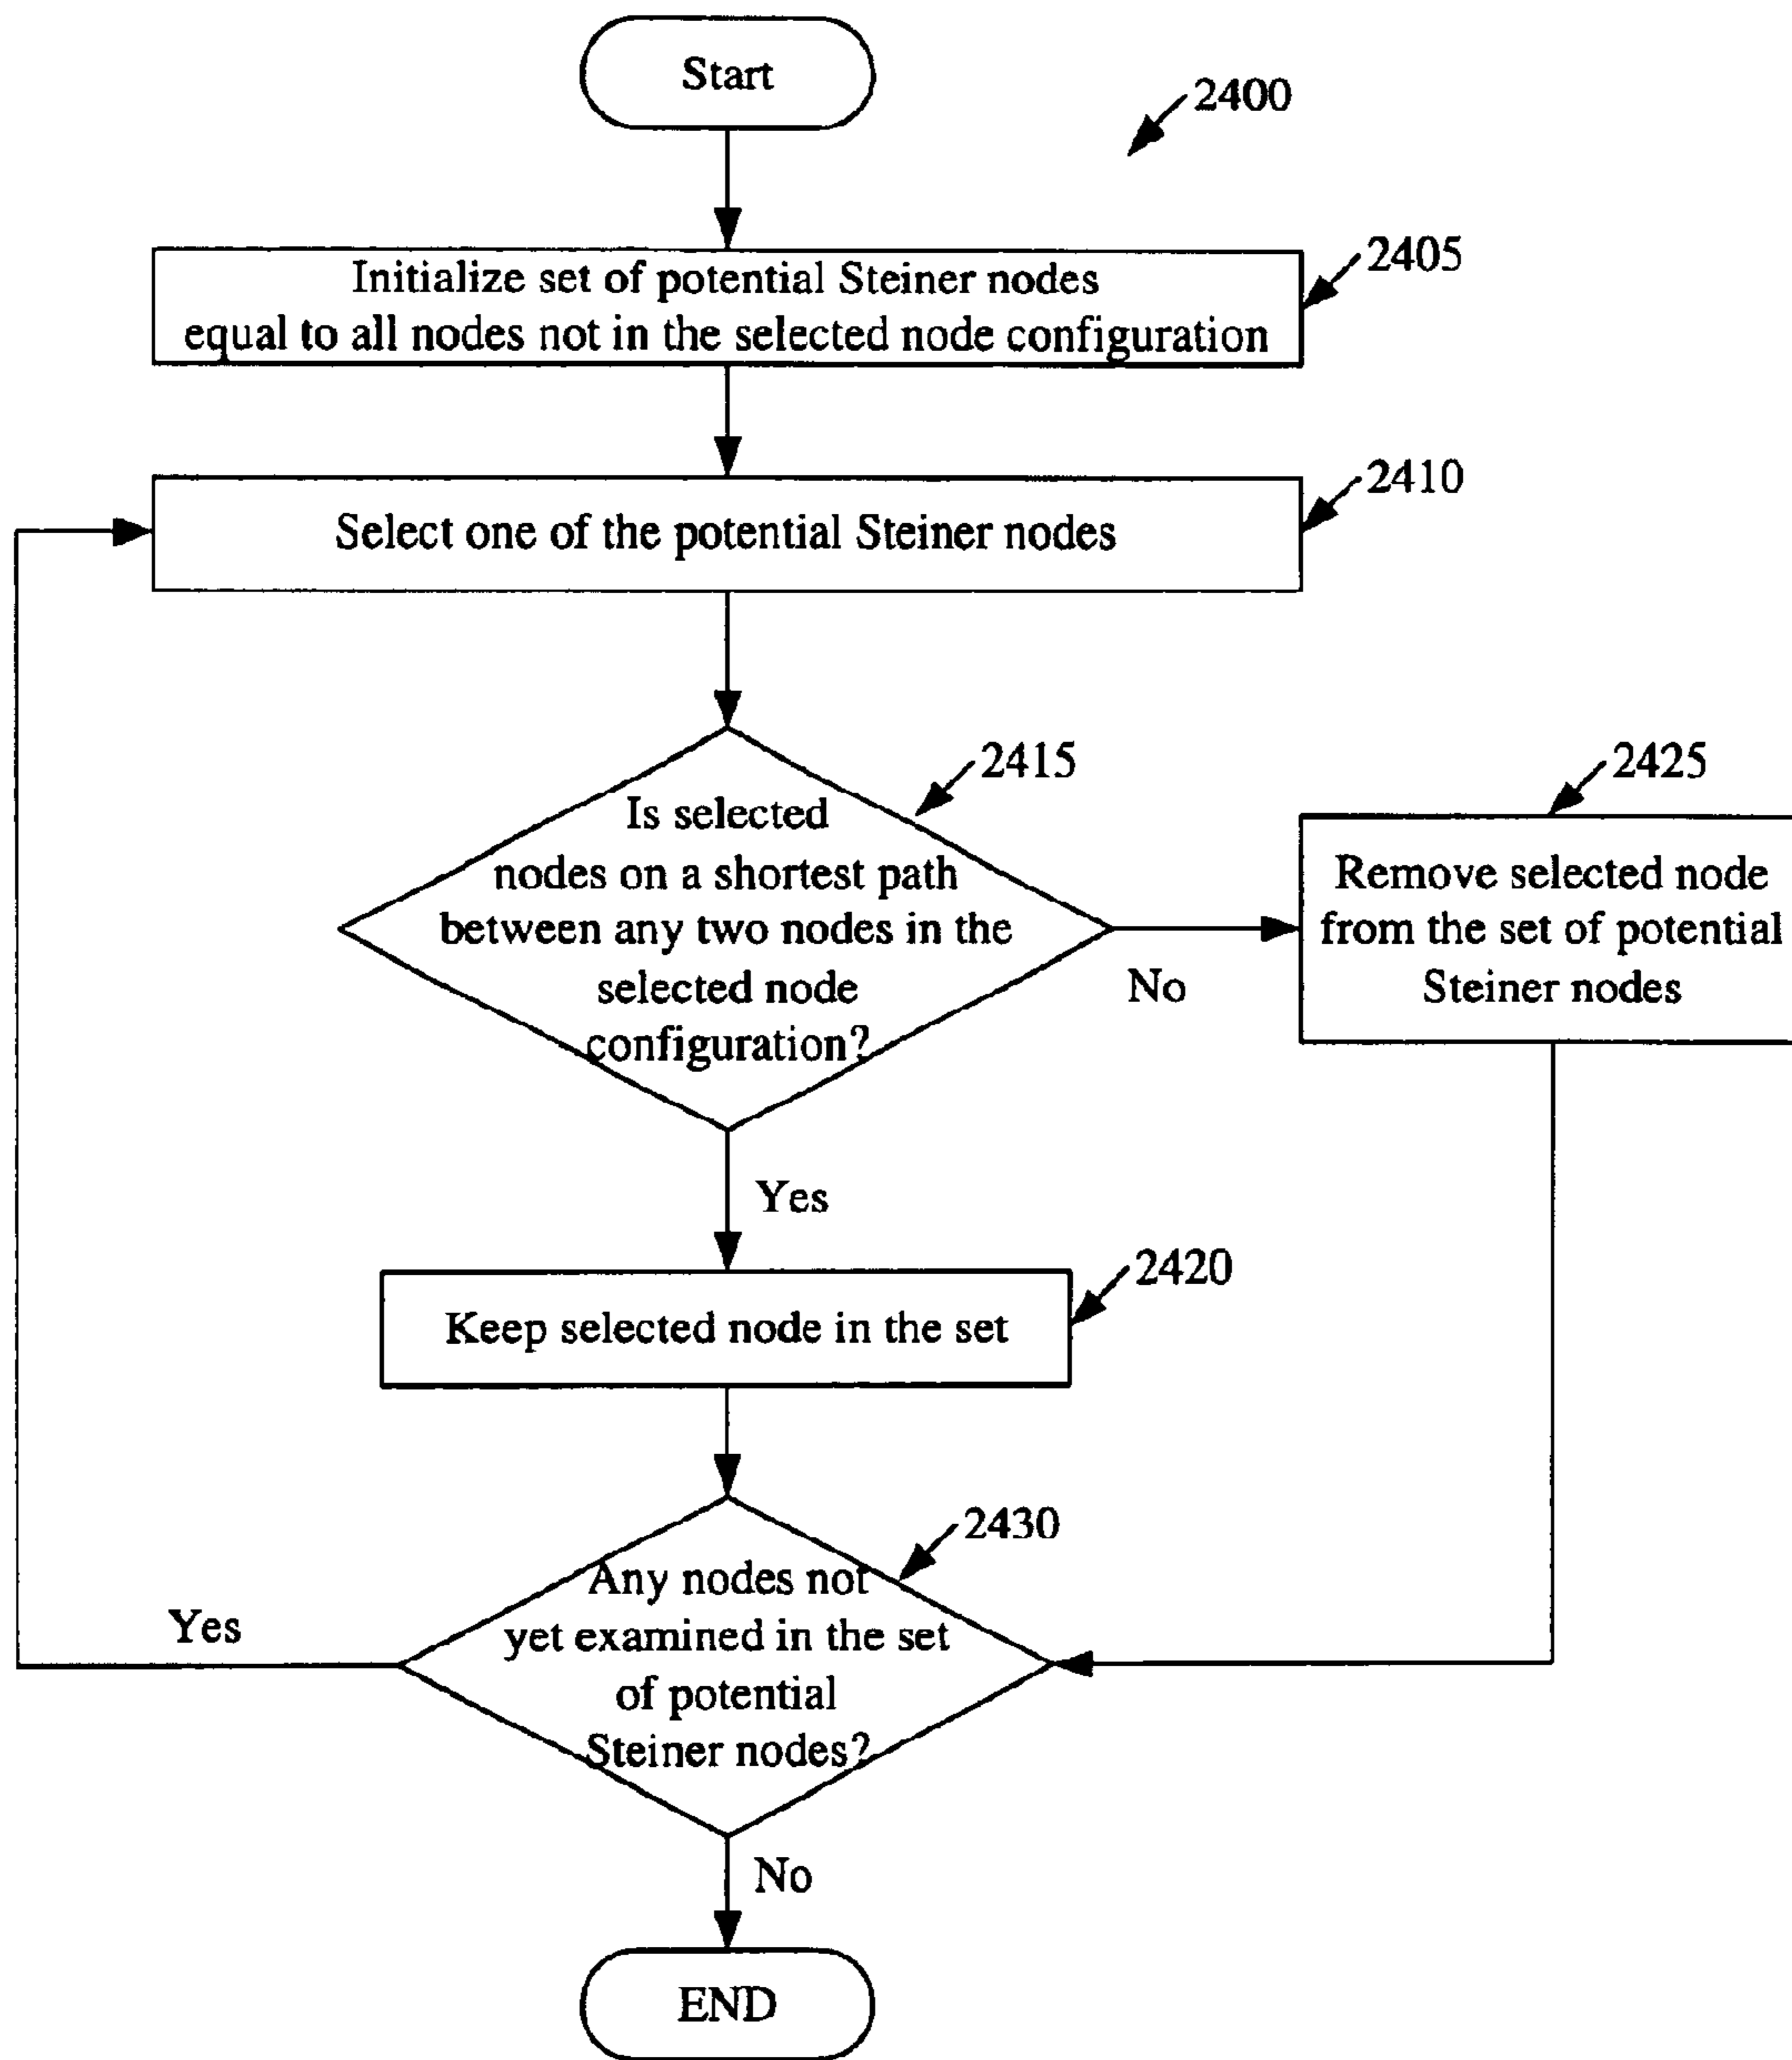 Start
2400
2405
Initialize set of potential Steiner nodes
equal to all nodes not in the selected node configuration
2410
Select one of the potential Steiner nodes
2415
Is selected
nodes on a shortest path
between any two nodes in the
selected node
configuration?
No
2425
Remove selected node
from the set of potential
Steiner nodes
Yes
2420
Keep selected node in the set
2430
Any nodes not
yet examined in the set
of potential
Steiner nodes?
Yes
No
END